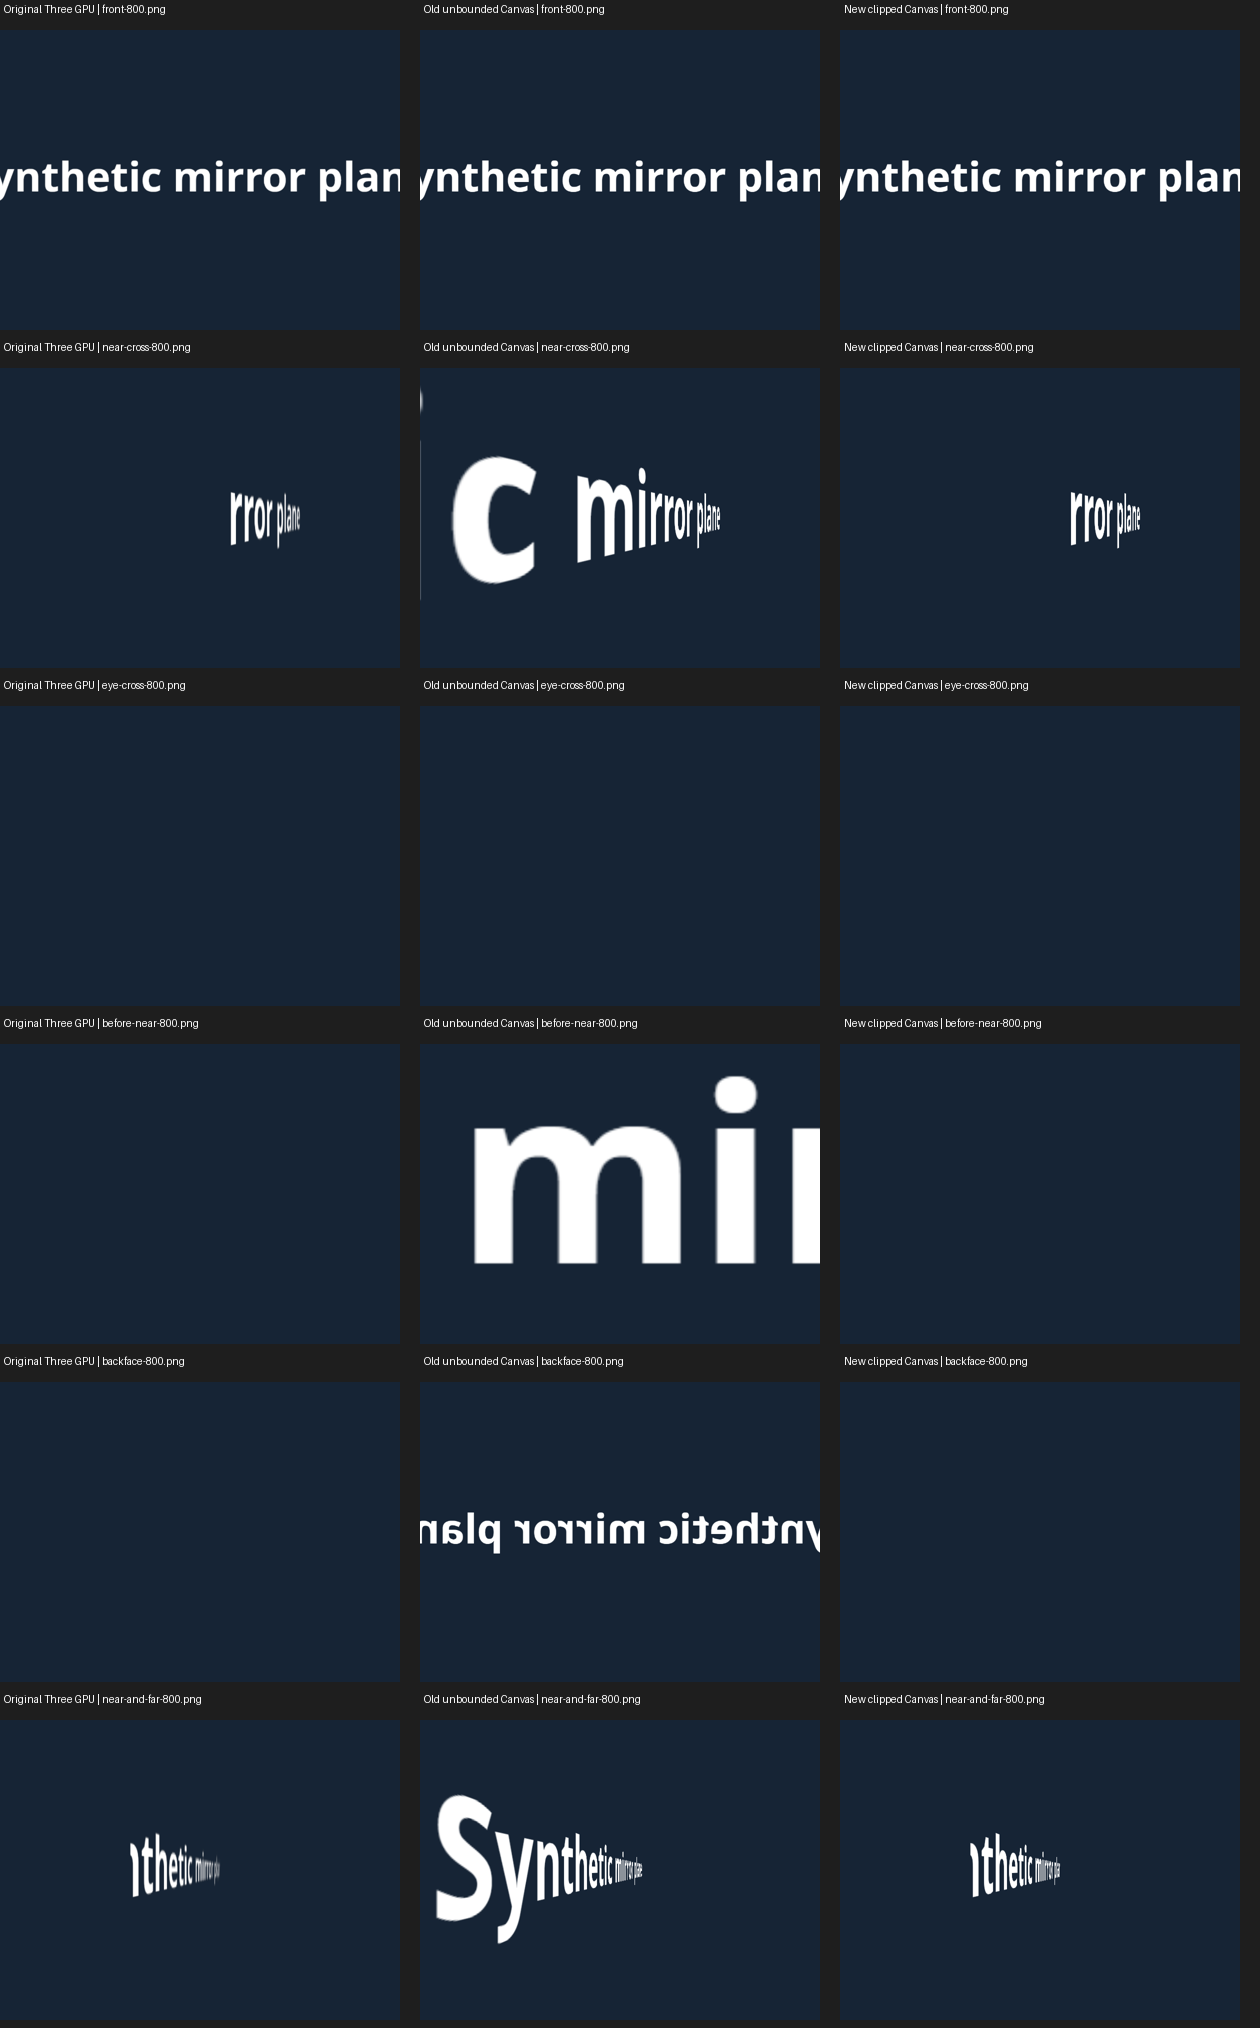 Original Three GPU | front-800.png Old unbounded Canvas | front-800.png New clipped Canvas | front-800.png
ynthetic mirror plan ynthetic mirror plan ynthetic mirror plan
Original Three GPU | near-cross-800.png Old unbounded Canvas | near-cross-800.png New clipped Canvas | near-cross-800.png
rror plane c mirror plane rror plane
Original Three GPU | eye-cross-800.png Old unbounded Canvas | eye-cross-800.png New clipped Canvas | eye-cross-800.png
Original Three GPU | before-near-800.png Old unbounded Canvas | before-near-800.png New clipped Canvas | before-near-800.png
mi
Original Three GPU | backface-800.png Old unbounded Canvas | backface-800.png New clipped Canvas | backface-800.png
ynthetic mirror plan
Original Three GPU | near-and-far-800.png Old unbounded Canvas | near-and-far-800.png New clipped Canvas | near-and-far-800.png
thetic mirror Synthetic mirror plane thetic mirror